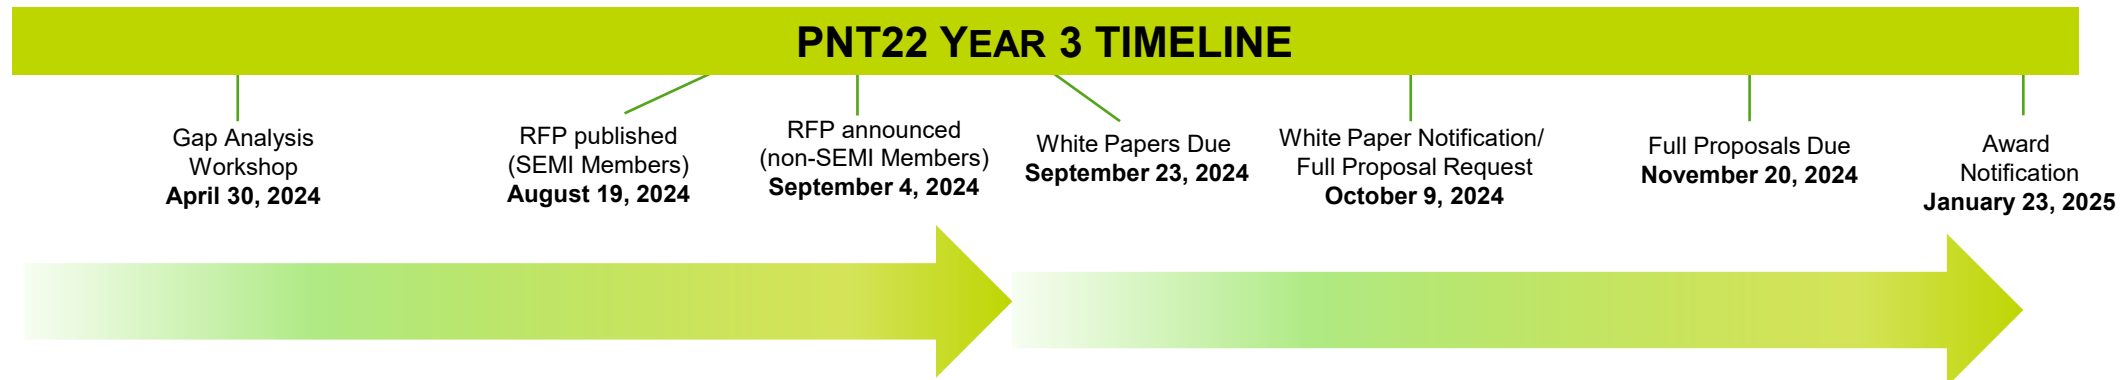 PNT22 YEAR 3 TIMELINE
Gap Analysis
Workshop
April 30, 2024
RFP published
(SEMI Members)
August 19, 2024
RFP announced
(non-SEMI Members)
September 4, 2024
White Papers Due
September 23, 2024
White Paper Notification/
Full Proposal Request
October 9, 2024
Full Proposals Due
November 20, 2024
Award
Notification
January 23, 2025